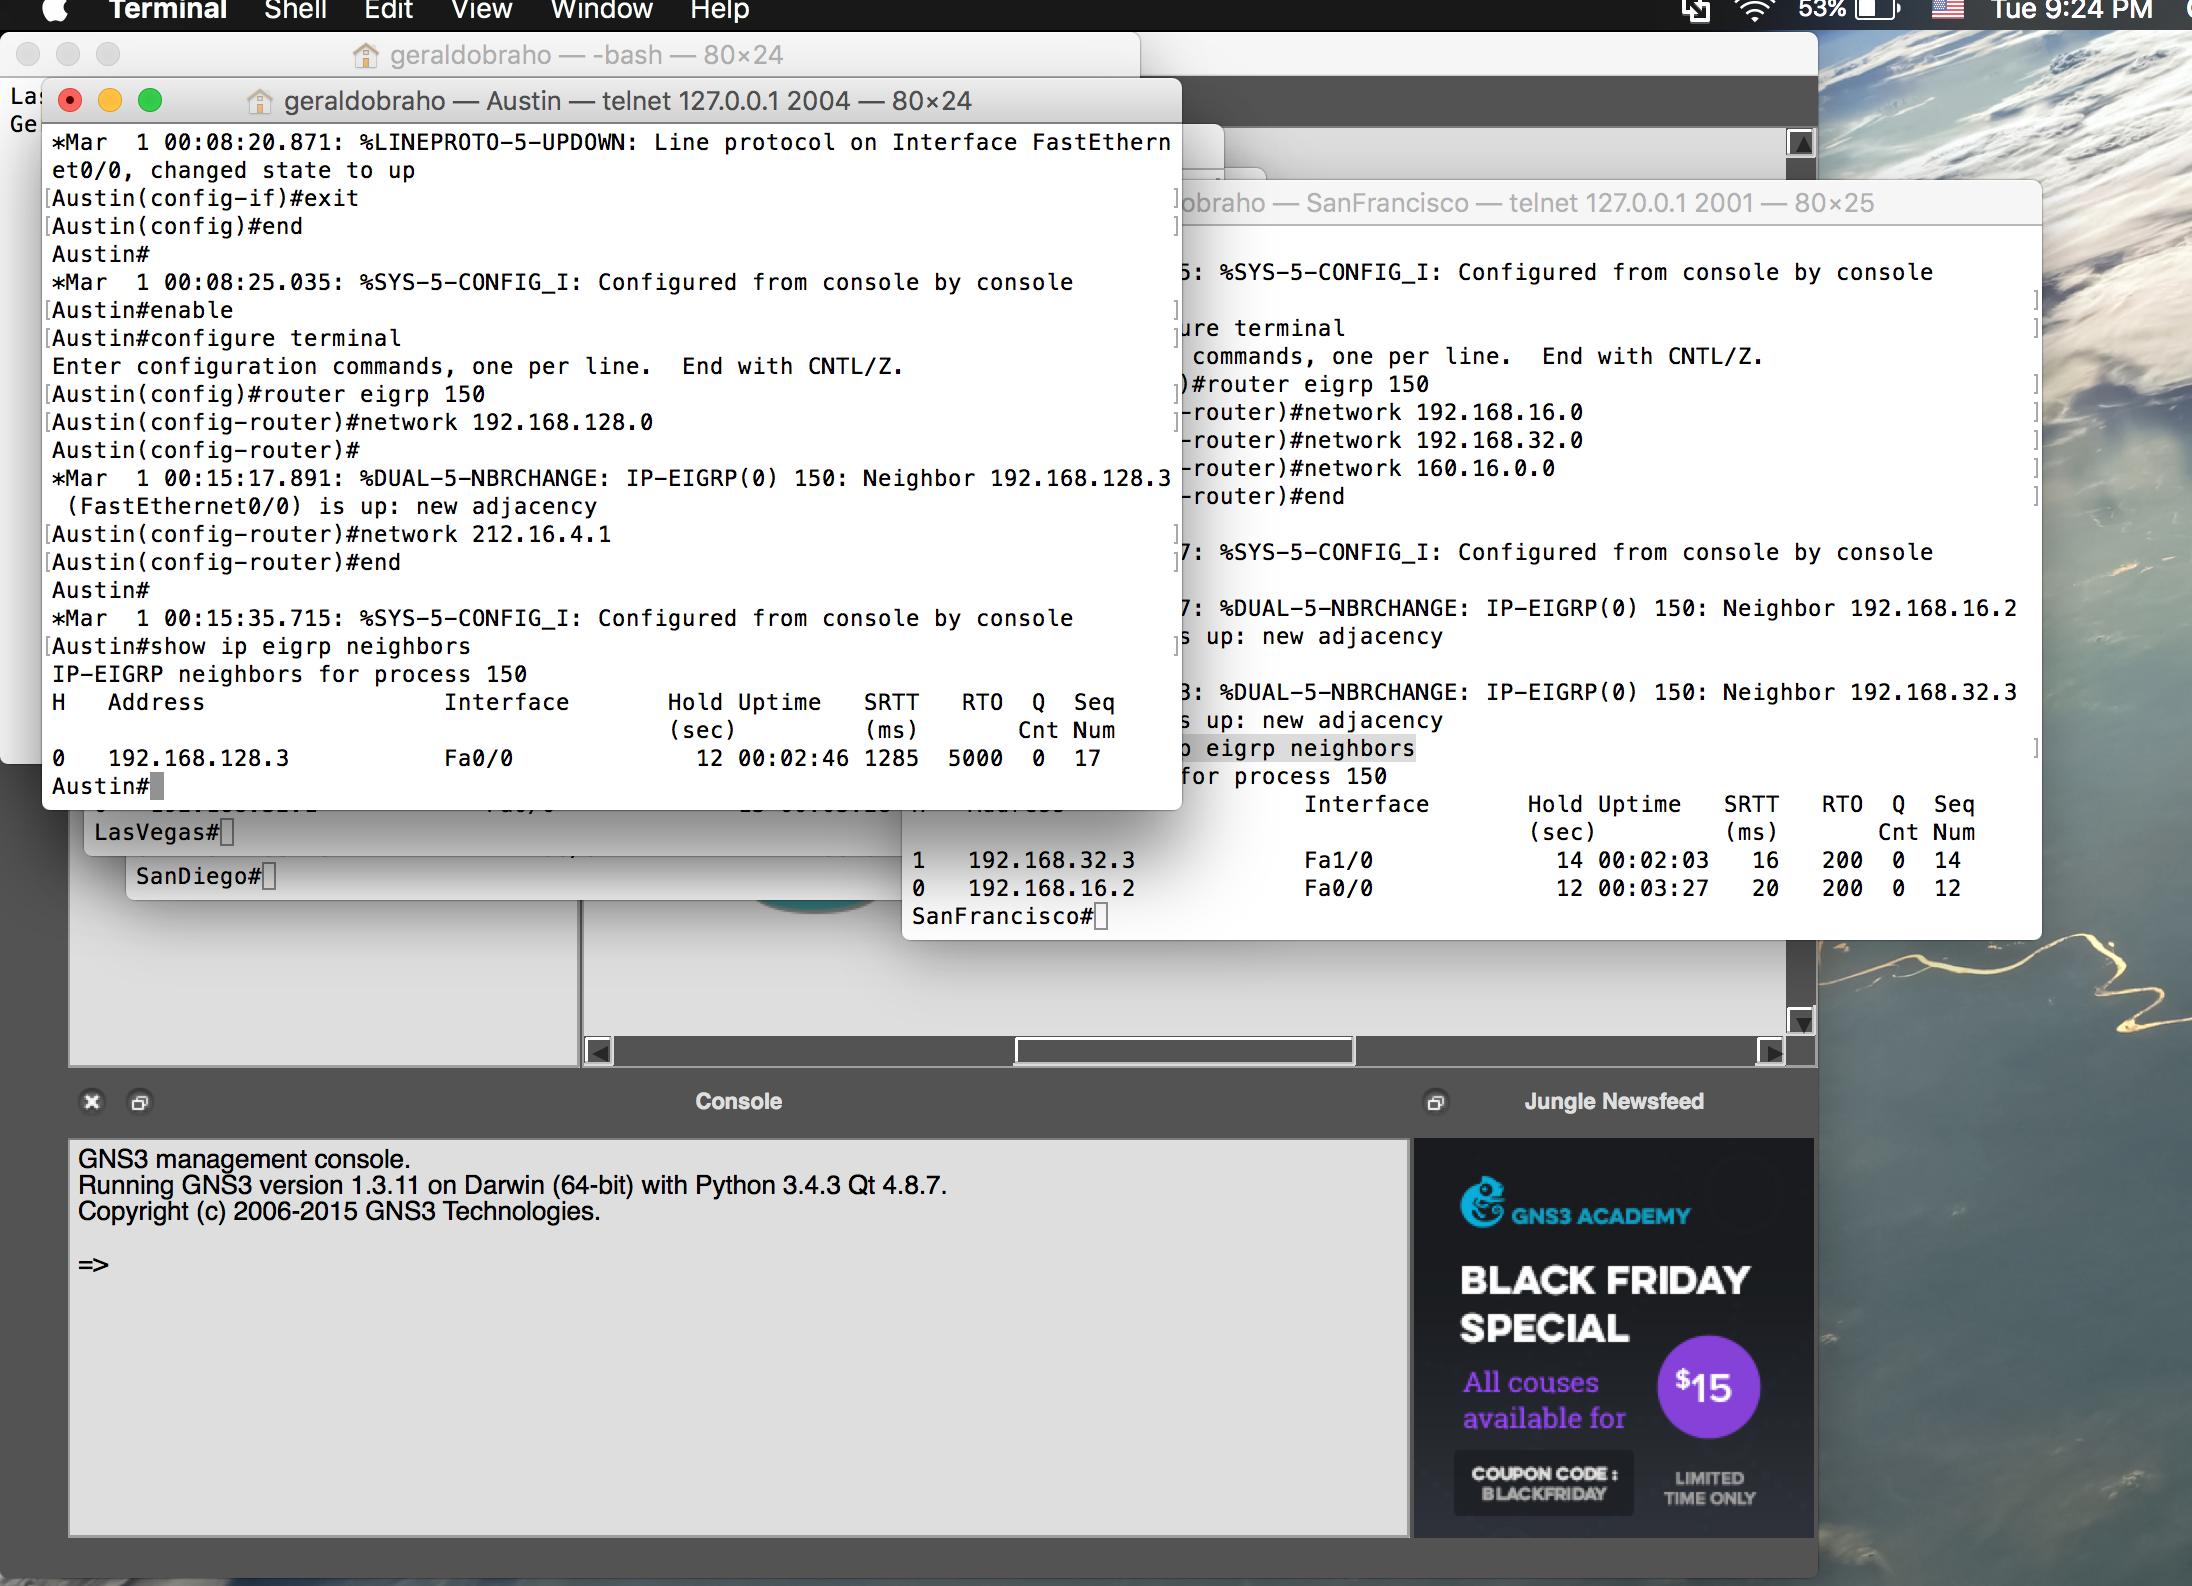 Terminal Shell Edit View Window Help 53% Tue 9:24 PM
geraldobraho — -bash — 80×24
Ge
geraldobraho — Austin — telnet 127.0.0.1 2004 — 80×24
*Mar  1 00:08:20.871: %LINEPROTO-5-UPDOWN: Line protocol on Interface FastEthern
et0/0, changed state to up
[Austin(config-if)#exit ]
[Austin(config)#end ]
Austin#
*Mar  1 00:08:25.035: %SYS-5-CONFIG_I: Configured from console by console
[Austin#enable ]
[Austin#configure terminal ]
Enter configuration commands, one per line.  End with CNTL/Z.
[Austin(config)#router eigrp 150 ]
[Austin(config-router)#network 192.168.128.0 ]
Austin(config-router)#
*Mar  1 00:15:17.891: %DUAL-5-NBRCHANGE: IP-EIGRP(0) 150: Neighbor 192.168.128.3
(FastEthernet0/0) is up: new adjacency
[Austin(config-router)#network 212.16.4.1 ]
[Austin(config-router)#end ]
Austin#
*Mar  1 00:15:35.715: %SYS-5-CONFIG_I: Configured from console by console
[Austin#show ip eigrp neighbors ]
IP-EIGRP neighbors for process 150
H   Address                 Interface       Hold Uptime   SRTT   RTO  Q  Seq
(sec)         (ms)       Cnt Num
0   192.168.128.3           Fa0/0             12 00:02:46 1285  5000  0  17
Austin#
LasVegas#
SanDiego#
obraho — SanFrancisco — telnet 127.0.0.1 2001 — 80×25
: %SYS-5-CONFIG_I: Configured from console by console
]
ure terminal ]
commands, one per line.  End with CNTL/Z.
)#router eigrp 150 ]
-router)#network 192.168.16.0 ]
-router)#network 192.168.32.0 ]
-router)#network 160.16.0.0 ]
-router)#end ]
7: %SYS-5-CONFIG_I: Configured from console by console
7: %DUAL-5-NBRCHANGE: IP-EIGRP(0) 150: Neighbor 192.168.16.2
s up: new adjacency
: %DUAL-5-NBRCHANGE: IP-EIGRP(0) 150: Neighbor 192.168.32.3
s up: new adjacency
p eigrp neighbors ]
for process 150
Interface       Hold Uptime   SRTT   RTO  Q  Seq
(sec)         (ms)       Cnt Num
1   192.168.32.3            Fa1/0             14 00:02:03   16   200  0  14
0   192.168.16.2            Fa0/0             12 00:03:27   20   200  0  12
SanFrancisco#
Console
GNS3 management console.
Running GNS3 version 1.3.11 on Darwin (64-bit) with Python 3.4.3 Qt 4.8.7.
Copyright (c) 2006-2015 GNS3 Technologies.
=>
Jungle Newsfeed
GNS3 ACADEMY
BLACK FRIDAY
SPECIAL
All couses
available for
$15
COUPON CODE :
BLACKFRIDAY
LIMITED
TIME ONLY